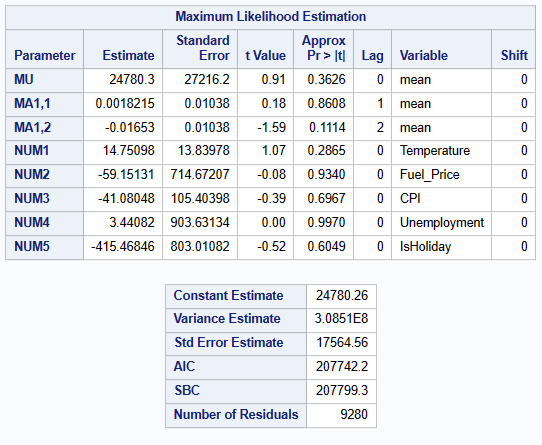 Maximum Likelihood Estimation
Parameter Estimate Standard Error t Value Approx Pr > |t| Lag Variable Shift
MU 24780.3 27216.2 0.91 0.3626 0 mean 0
MA1,1 0.0018215 0.01038 0.18 0.8608 1 mean 0
MA1,2 -0.01653 0.01038 -1.59 0.1114 2 mean 0
NUM1 14.75098 13.83978 1.07 0.2865 0 Temperature 0
NUM2 -59.15131 714.67207 -0.08 0.9340 0 Fuel_Price 0
NUM3 -41.08048 105.40398 -0.39 0.6967 0 CPI 0
NUM4 3.44082 903.63134 0.00 0.9970 0 Unemployment 0
NUM5 -415.46846 803.01082 -0.52 0.6049 0 IsHoliday 0
Constant Estimate 24780.26
Variance Estimate 3.0851E8
Std Error Estimate 17564.56
AIC 207742.2
SBC 207799.3
Number of Residuals 9280